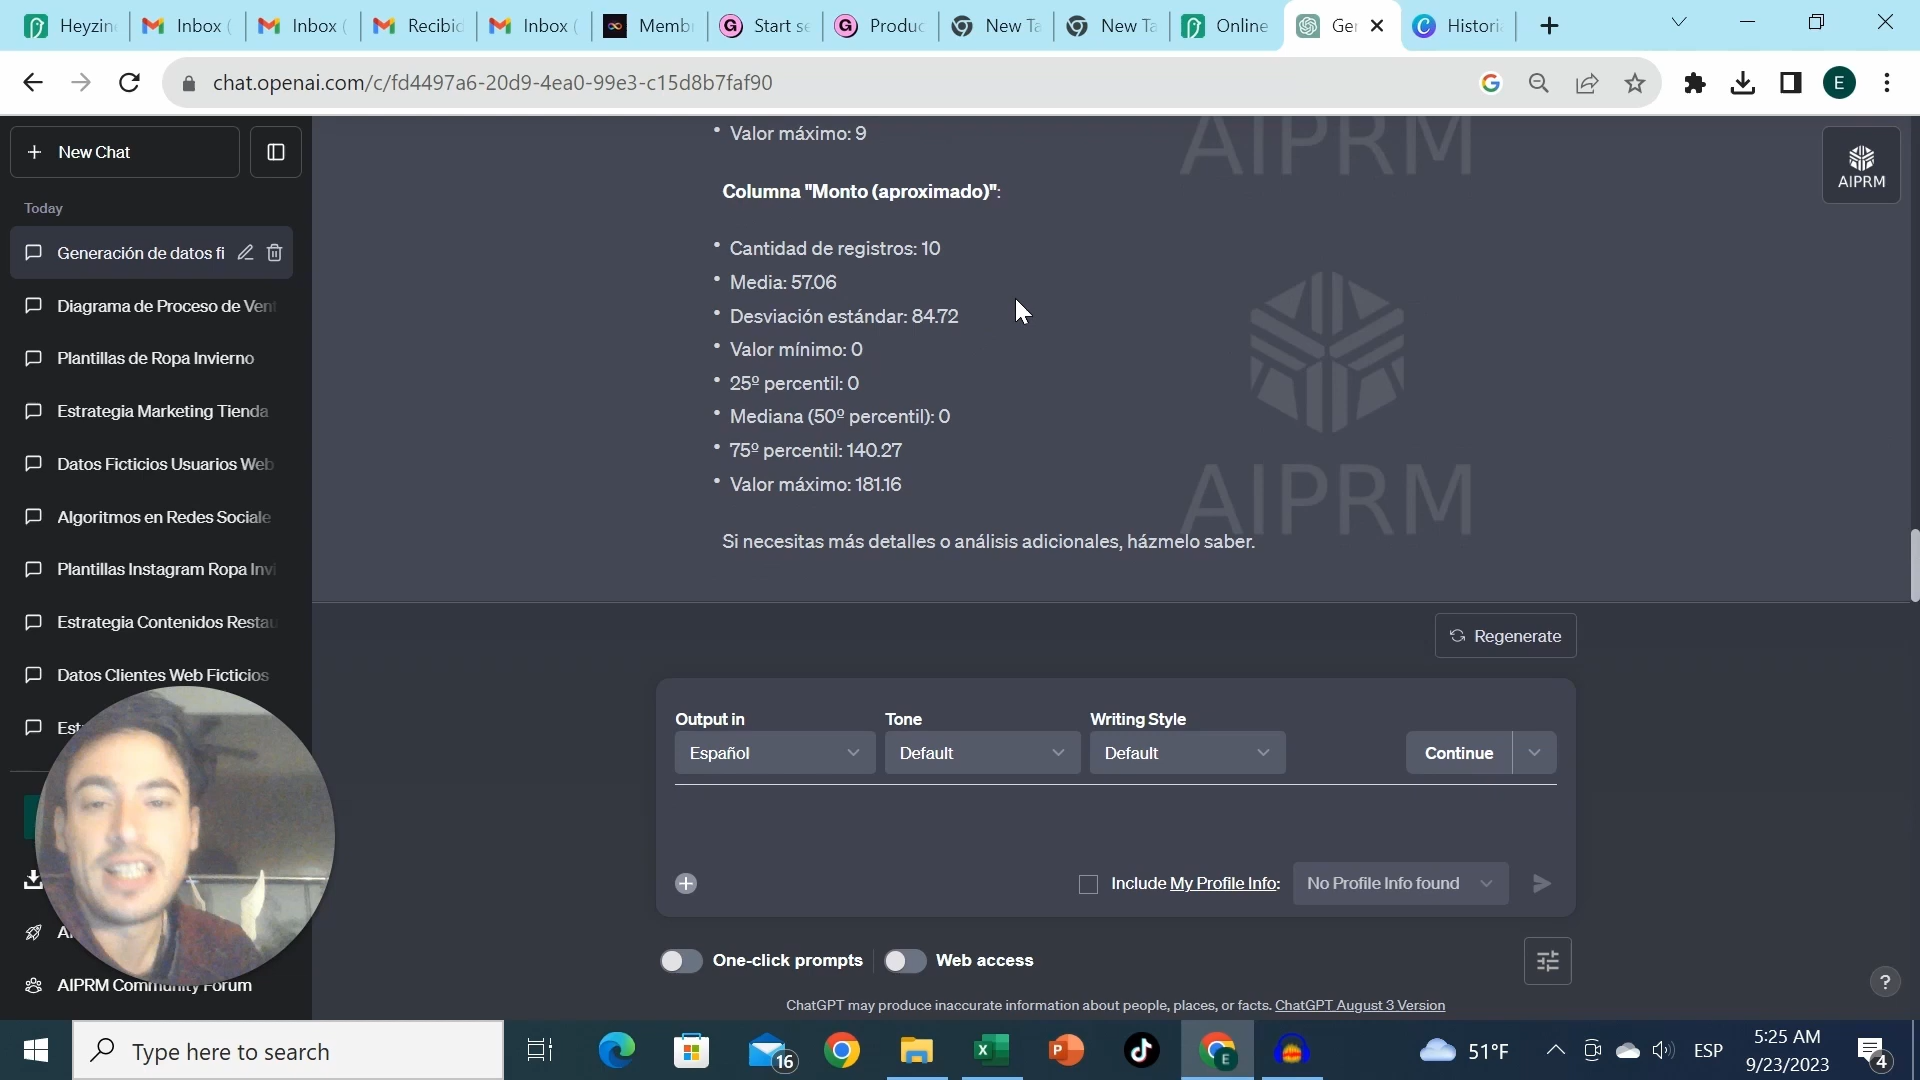 Heyzin
Inbox (
Inbox (
Recibid
Inbox (
Memb
Start se
Produc
New Ta
New Ta
Online
Ger
Histori
chat.openai.com/c/fd4497a6-20d9-4ea0-99e3-c15d8b7faf90
E
New Chat
Today
Generación de datos fi
Diagrama de Proceso de Vent
Plantillas de Ropa Invierno
Estrategia Marketing Tienda
Datos Ficticios Usuarios Web
Algoritmos en Redes Sociale
Plantillas Instagram Ropa Invi
Estrategia Contenidos Restau
Datos Clientes Web Ficticios
Est
A
AIPRM Community Forum
AIPRM
AIPRM
• Valor máximo: 9
Columna "Monto (aproximado)":
• Cantidad de registros: 10
• Media: 57.06
• Desviación estándar: 84.72
• Valor mínimo: 0
• 25º percentil: 0
• Mediana (50º percentil): 0
• 75º percentil: 140.27
• Valor máximo: 181.16
AIPRM
Si necesitas más detalles o análisis adicionales, házmelo saber.
Regenerate
Output in
Tone
Writing Style
Español
Default
Default
Continue
Include My Profile Info:
No Profile Info found
One-click prompts
Web access
?
ChatGPT may produce inaccurate information about people, places, or facts. ChatGPT August 3 Version
Type here to search
16
E
51°F
ESP
5:25 AM
9/23/2023
4